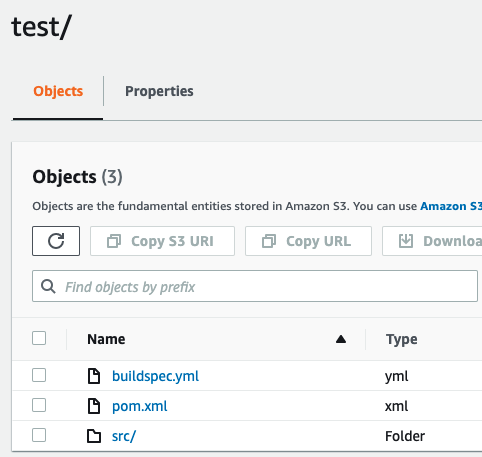 test/
Objects Properties
Objects (3)
Objects are the fundamental entities stored in Amazon S3. You can use Amazon S3
Copy S3 URI Copy URL Downloa
Find objects by prefix
Name Type
buildspec.yml yml
pom.xml xml
src/ Folder